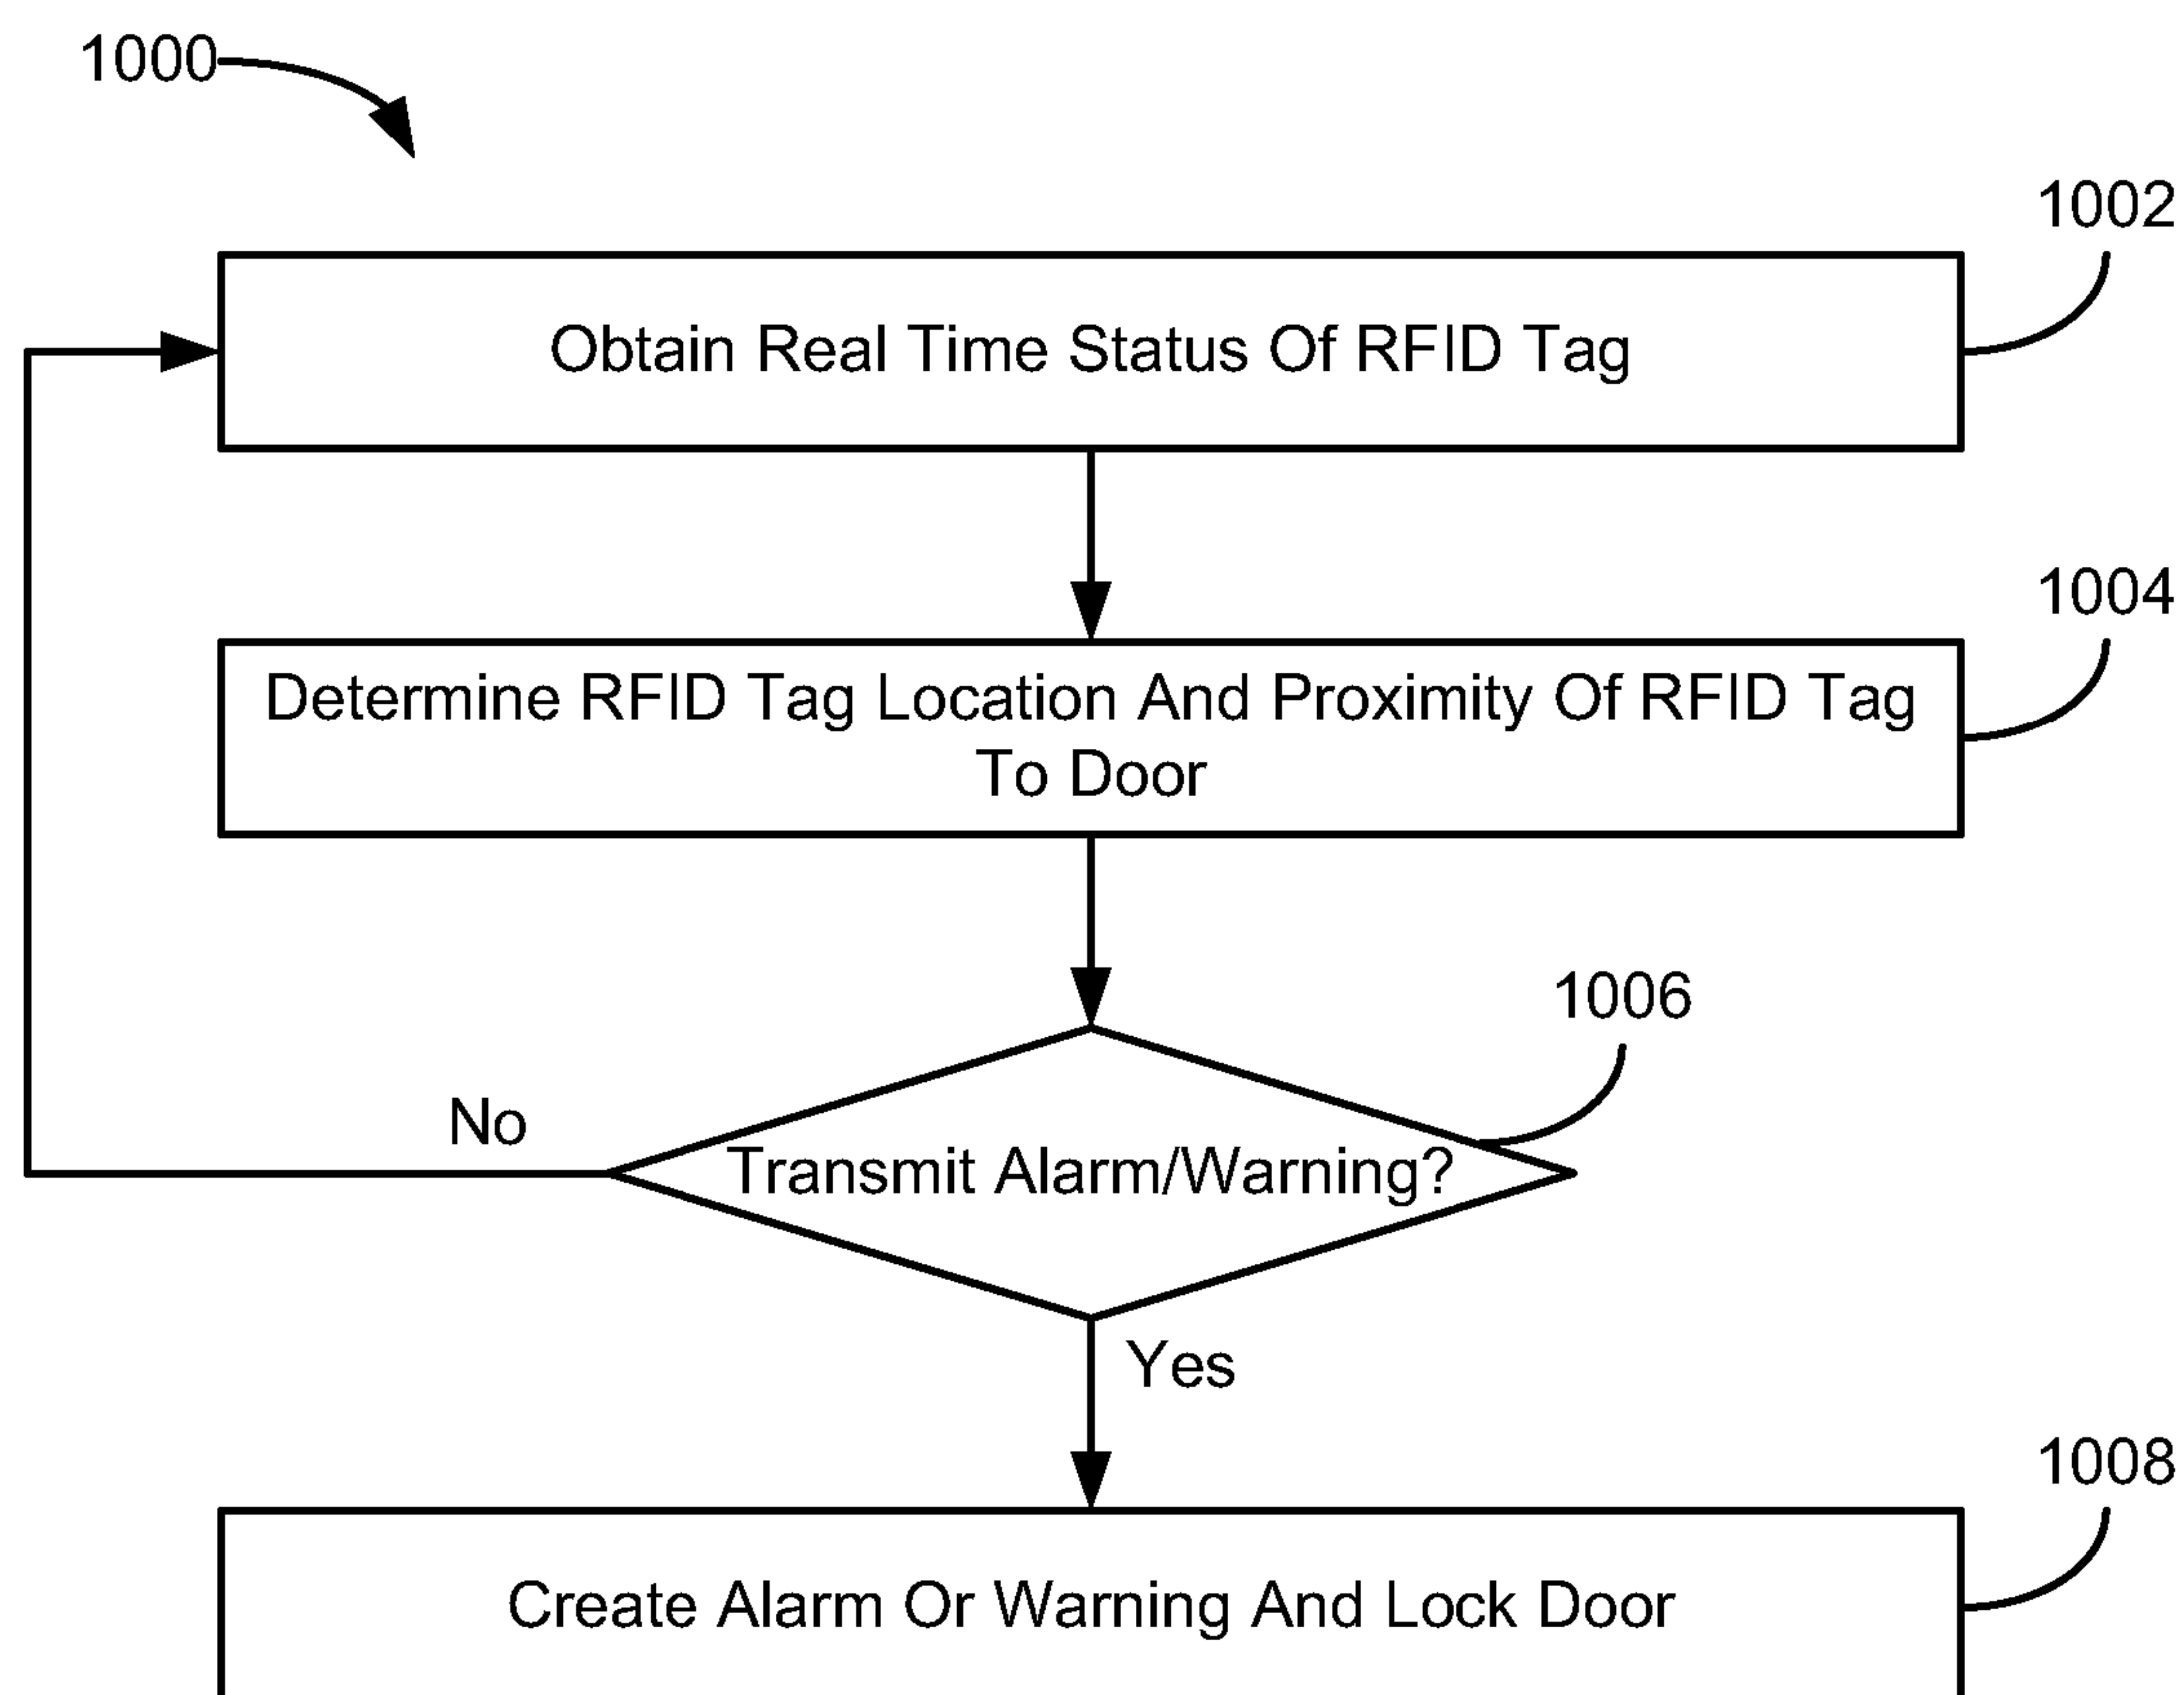 1000
1002
Obtain Real Time Status Of RFID Tag
1004
Determine RFID Tag Location And Proximity Of RFID Tag
To Door
1006
No
Transmit Alarm/Warning?
Yes
1008
Create Alarm Or Warning And Lock Door